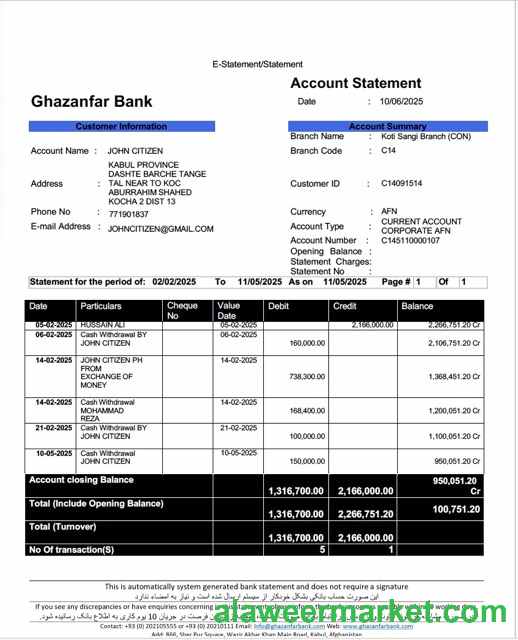 E-Statement/Statement
Account Statement
Ghazanfar Bank
Date : 10/06/2025
Customer Information
Account Summary
Branch Name : Koti Sangi Branch (CON)
Account Name : JOHN CITIZEN
Branch Code : C14
Address : KABUL PROVINCE
DASHTE BARCHE TANGE
TAL NEAR TO KOC
ABURRAHIM SHAHED
KOCHA 2 DIST 13
Customer ID : C14091514
Phone No : 771901837
Currency : AFN
E-mail Address : JOHNCITIZEN@GMAIL.COM
Account Type : CURRENT ACCOUNT
CORPORATE AFN
Account Number : C145110000107
Opening Balance :
Statement Charges:
Statement No :
Statement for the period of: 02/02/2025 To 11/05/2025 As on 11/05/2025 Page # 1 Of 1
Date Particulars Cheque No Value Date Debit Credit Balance
05-02-2025 HUSSAIN ALI 05-02-2025 2,166,000.00 2,266,751.20 Cr
06-02-2025 Cash Withdrawal BY 06-02-2025
JOHN CITIZEN 160,000.00 2,106,751.20 Cr
14-02-2025 JOHN CITIZEN PH 14-02-2025
FROM
EXCHANGE OF 738,300.00 1,368,451.20 Cr
MONEY
14-02-2025 Cash Withdrawal 14-02-2025
MOHAMMAD 168,400.00 1,200,051.20 Cr
REZA
21-02-2025 Cash Withdrawal BY 21-02-2025
JOHN CITIZEN 100,000.00 1,100,051.20 Cr
10-05-2025 Cash Withdrawal 10-05-2025
JOHN CITIZEN 150,000.00 950,051.20 Cr
Account closing Balance 1,316,700.00 2,166,000.00 950,051.20 Cr
Total (Include Opening Balance) 1,316,700.00 2,266,751.20 100,751.20
Total (Turnover) 1,316,700.00 2,166,000.00
No Of transaction(S) 5 1
This is automatically system generated bank statement and does not require a signature
این صورت حساب بانکی بشکل خودکار از سیستم ارسال شده است و نیاز به امضاء ندارد
If you see any discrepancies or have enquiries concerning
alaweermarket.com
فرصت در جریان 10 یوم کاری به اطلاع بانک رسانیده شود.
Contact: +93 (0) 202105555 or +93 (0) 20210111 Email: info@ghazanfarbank.com Web: www.ghazanfarbank.com
Add: 866, Sher Pur Square, Wazir Akbar Khan Main Road, Kabul, Afghanistan